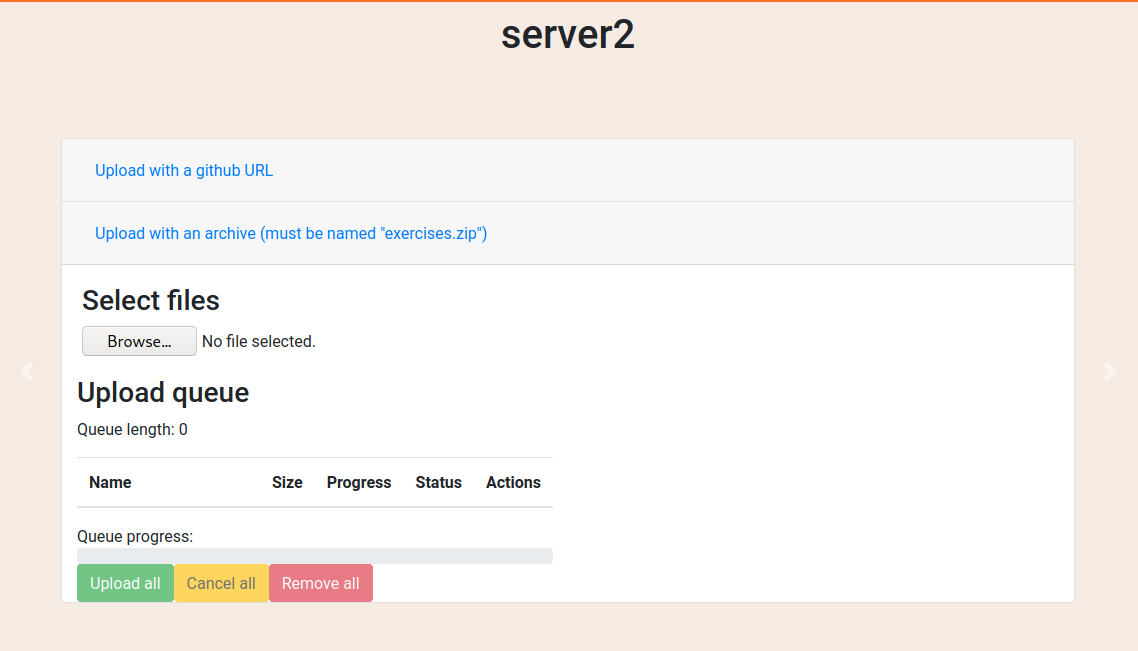 server2
Upload with a github URL
Upload with an archive (must be named "exercises.zip")
Select files
Browse... No file selected.
Upload queue
Queue length: 0
Name Size Progress Status Actions
Queue progress:
Upload all Cancel all Remove all